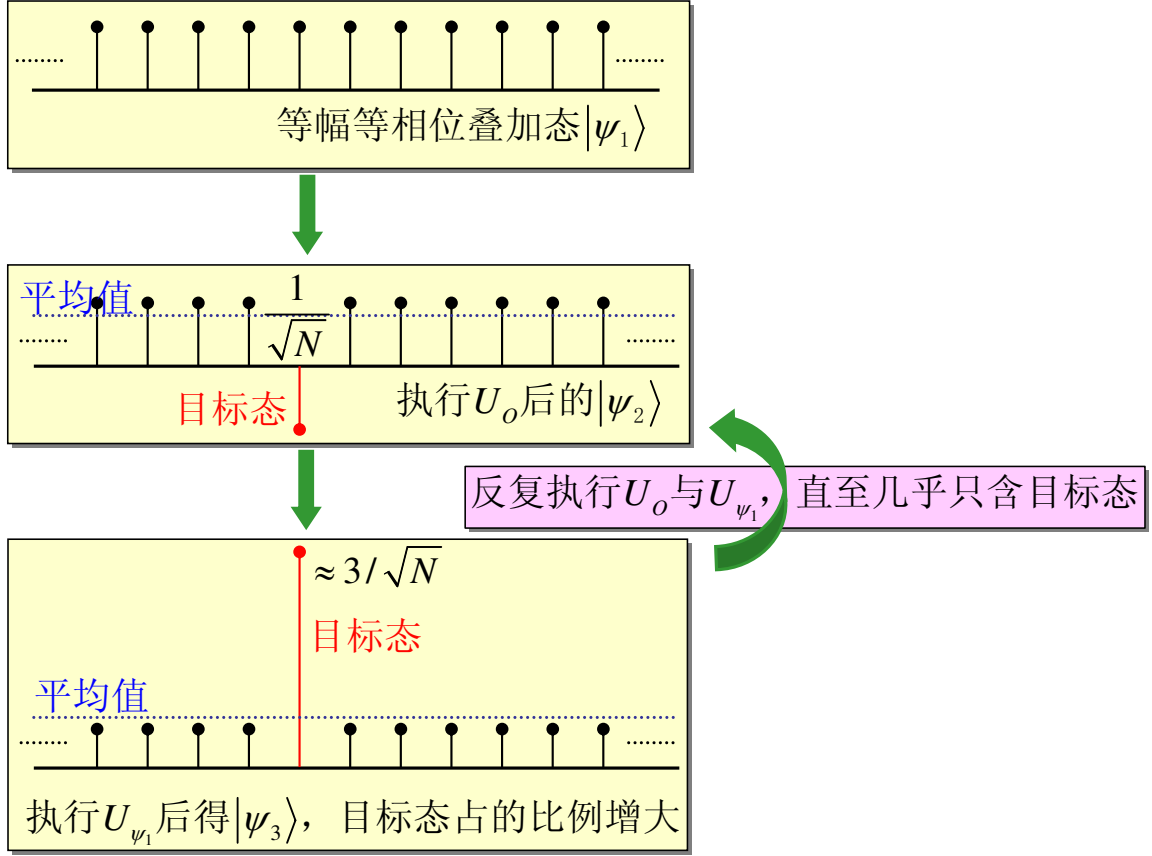 ........ ........
等幅等相位叠加态|ψ₁⟩
平均值
1/√N
........ ........
目标态
执行U_O后的|ψ₂⟩
反复执行U_O与U_ψ₁，直至几乎只含目标态
≈3/√N
目标态
平均值
........ ........
执行U_ψ₁后得|ψ₃⟩，目标态占的比例增大